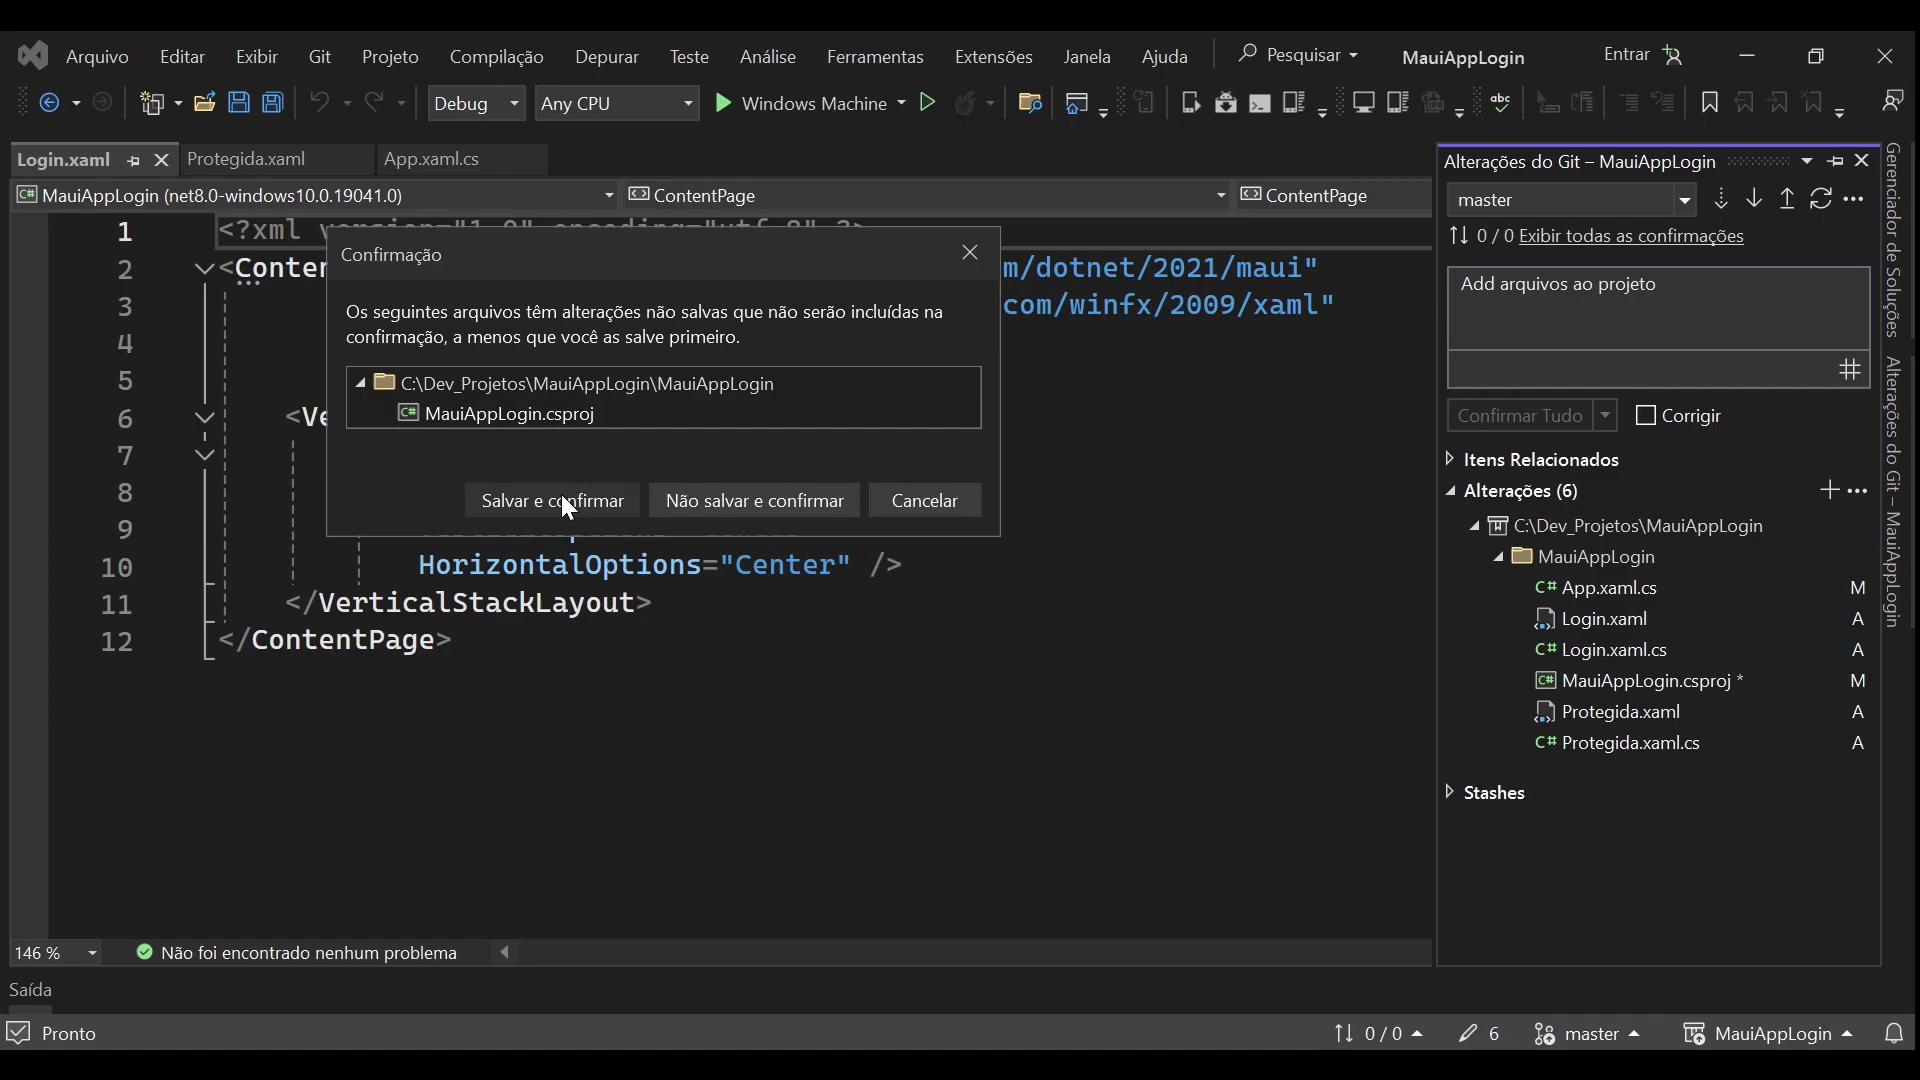 Arquivo Editar Exibir Git Projeto Compilação Depurar Teste Análise Ferramentas Extensões Janela Ajuda Pesquisar MauiAppLogin Entrar
Debug Any CPU Windows Machine
Login.xaml Protegida.xaml App.xaml.cs
MauiAppLogin (net8.0-windows10.0.19041.0) ContentPage ContentPage
1 <?xml version="1.0" encoding="utf-8" ?>
2 <Conten m/dotnet/2021/maui"
3 com/winfx/2009/xaml"
4
5
6 <Ve
7
8
9
10 HorizontalOptions="Center" />
11 </VerticalStackLayout>
12 </ContentPage>
Confirmação
Os seguintes arquivos têm alterações não salvas que não serão incluídas na
confirmação, a menos que você as salve primeiro.
C:\Dev_Projetos\MauiAppLogin\MauiAppLogin
MauiAppLogin.csproj
Salvar e confirmar Não salvar e confirmar Cancelar
146 % Não foi encontrado nenhum problema
Saída
Alterações do Git – MauiAppLogin
master
0 / 0 Exibir todas as confirmações
Add arquivos ao projeto
Confirmar Tudo Corrigir
Itens Relacionados
Alterações (6)
C:\Dev_Projetos\MauiAppLogin
MauiAppLogin
C# App.xaml.cs M
Login.xaml A
C# Login.xaml.cs A
C# MauiAppLogin.csproj * M
Protegida.xaml A
C# Protegida.xaml.cs A
Stashes
Gerenciador de Soluções
Alterações do Git – MauiAppLogin
Pronto 0 / 0 6 master MauiAppLogin